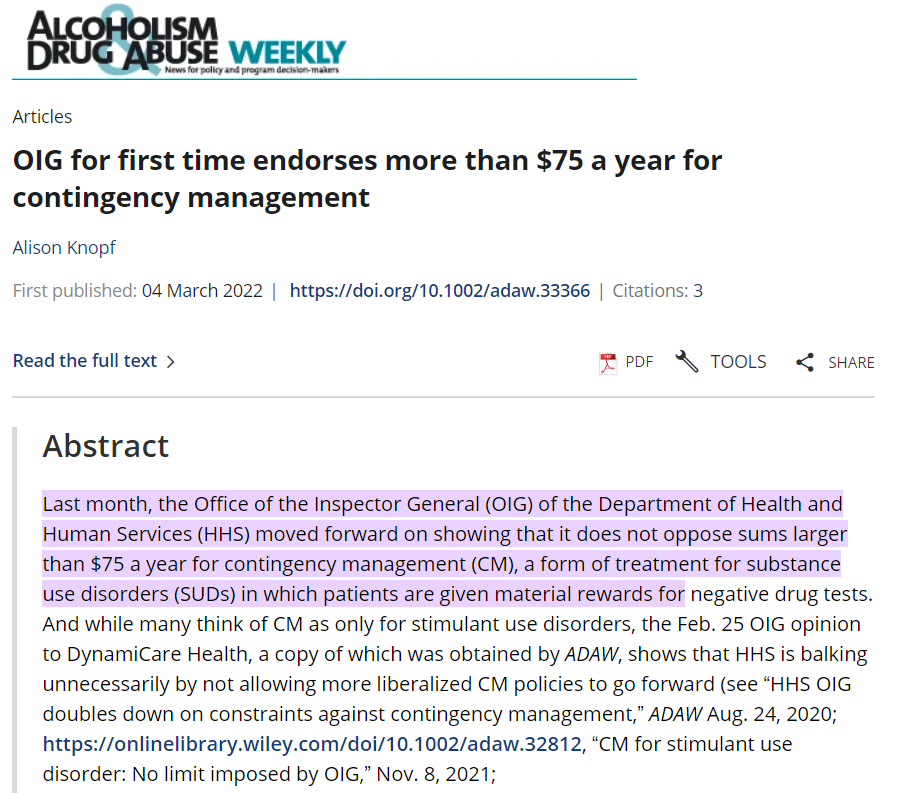 ALCOHOLISM &
DRUG ABUSE WEEKLY
News for policy and program decision-makers
Articles
OIG for first time endorses more than $75 a year for
contingency management
Alison Knopf
First published: 04 March 2022 | https://doi.org/10.1002/adaw.33366 | Citations: 3
Read the full text >
PDF TOOLS SHARE
Abstract
Last month, the Office of the Inspector General (OIG) of the Department of Health and
Human Services (HHS) moved forward on showing that it does not oppose sums larger
than $75 a year for contingency management (CM), a form of treatment for substance
use disorders (SUDs) in which patients are given material rewards for negative drug tests.
And while many think of CM as only for stimulant use disorders, the Feb. 25 OIG opinion
to DynamiCare Health, a copy of which was obtained by ADAW, shows that HHS is balking
unnecessarily by not allowing more liberalized CM policies to go forward (see “HHS OIG
doubles down on constraints against contingency management,” ADAW Aug. 24, 2020;
https://onlinelibrary.wiley.com/doi/10.1002/adaw.32812, “CM for stimulant use
disorder: No limit imposed by OIG,” Nov. 8, 2021;